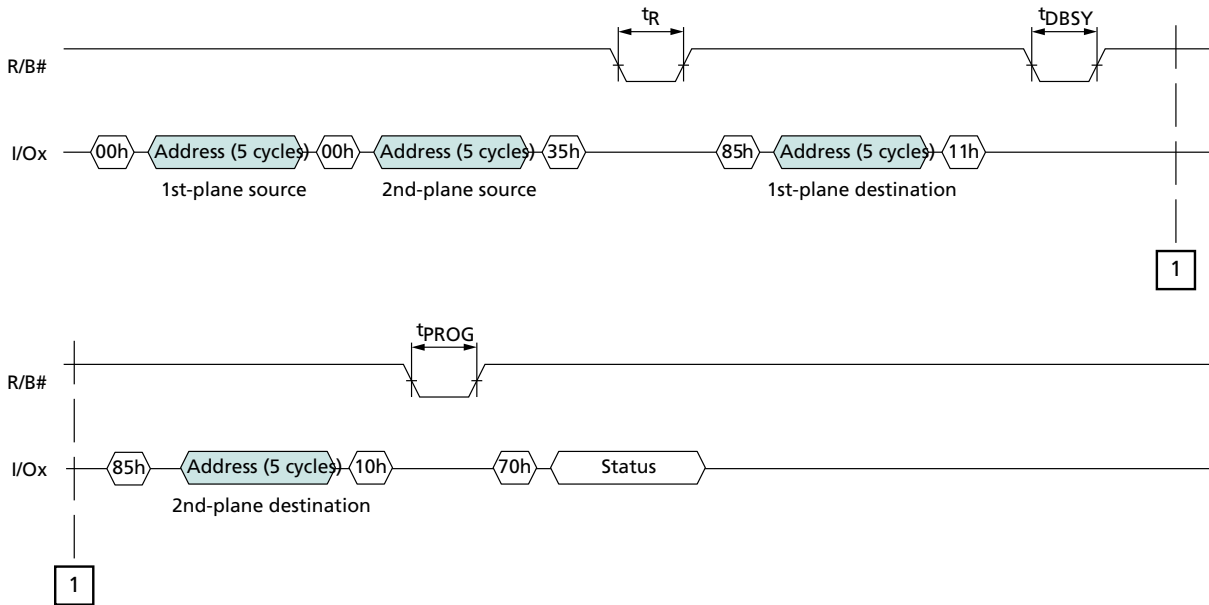 tR tDBSY
R/B#
I/Ox 00h Address (5 cycles) 00h Address (5 cycles) 35h 85h Address (5 cycles) 11h
1st-plane source 2nd-plane source 1st-plane destination
1
tPROG
R/B#
I/Ox 85h Address (5 cycles) 10h 70h Status
2nd-plane destination
1